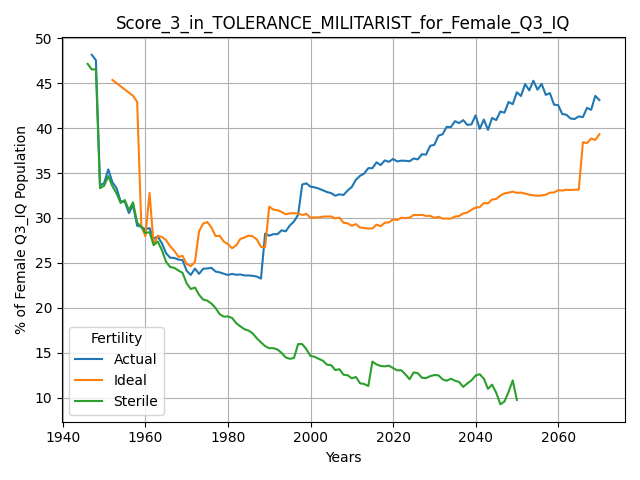 Score_3_in_TOLERANCE_MILITARIST_for_Female_Q3_IQ
% of Female Q3_IQ Population
50
45
40
35
30
25
20
15
10
Fertility
Actual
Ideal
Sterile
1940 1960 1980 2000 2020 2040 2060
Years